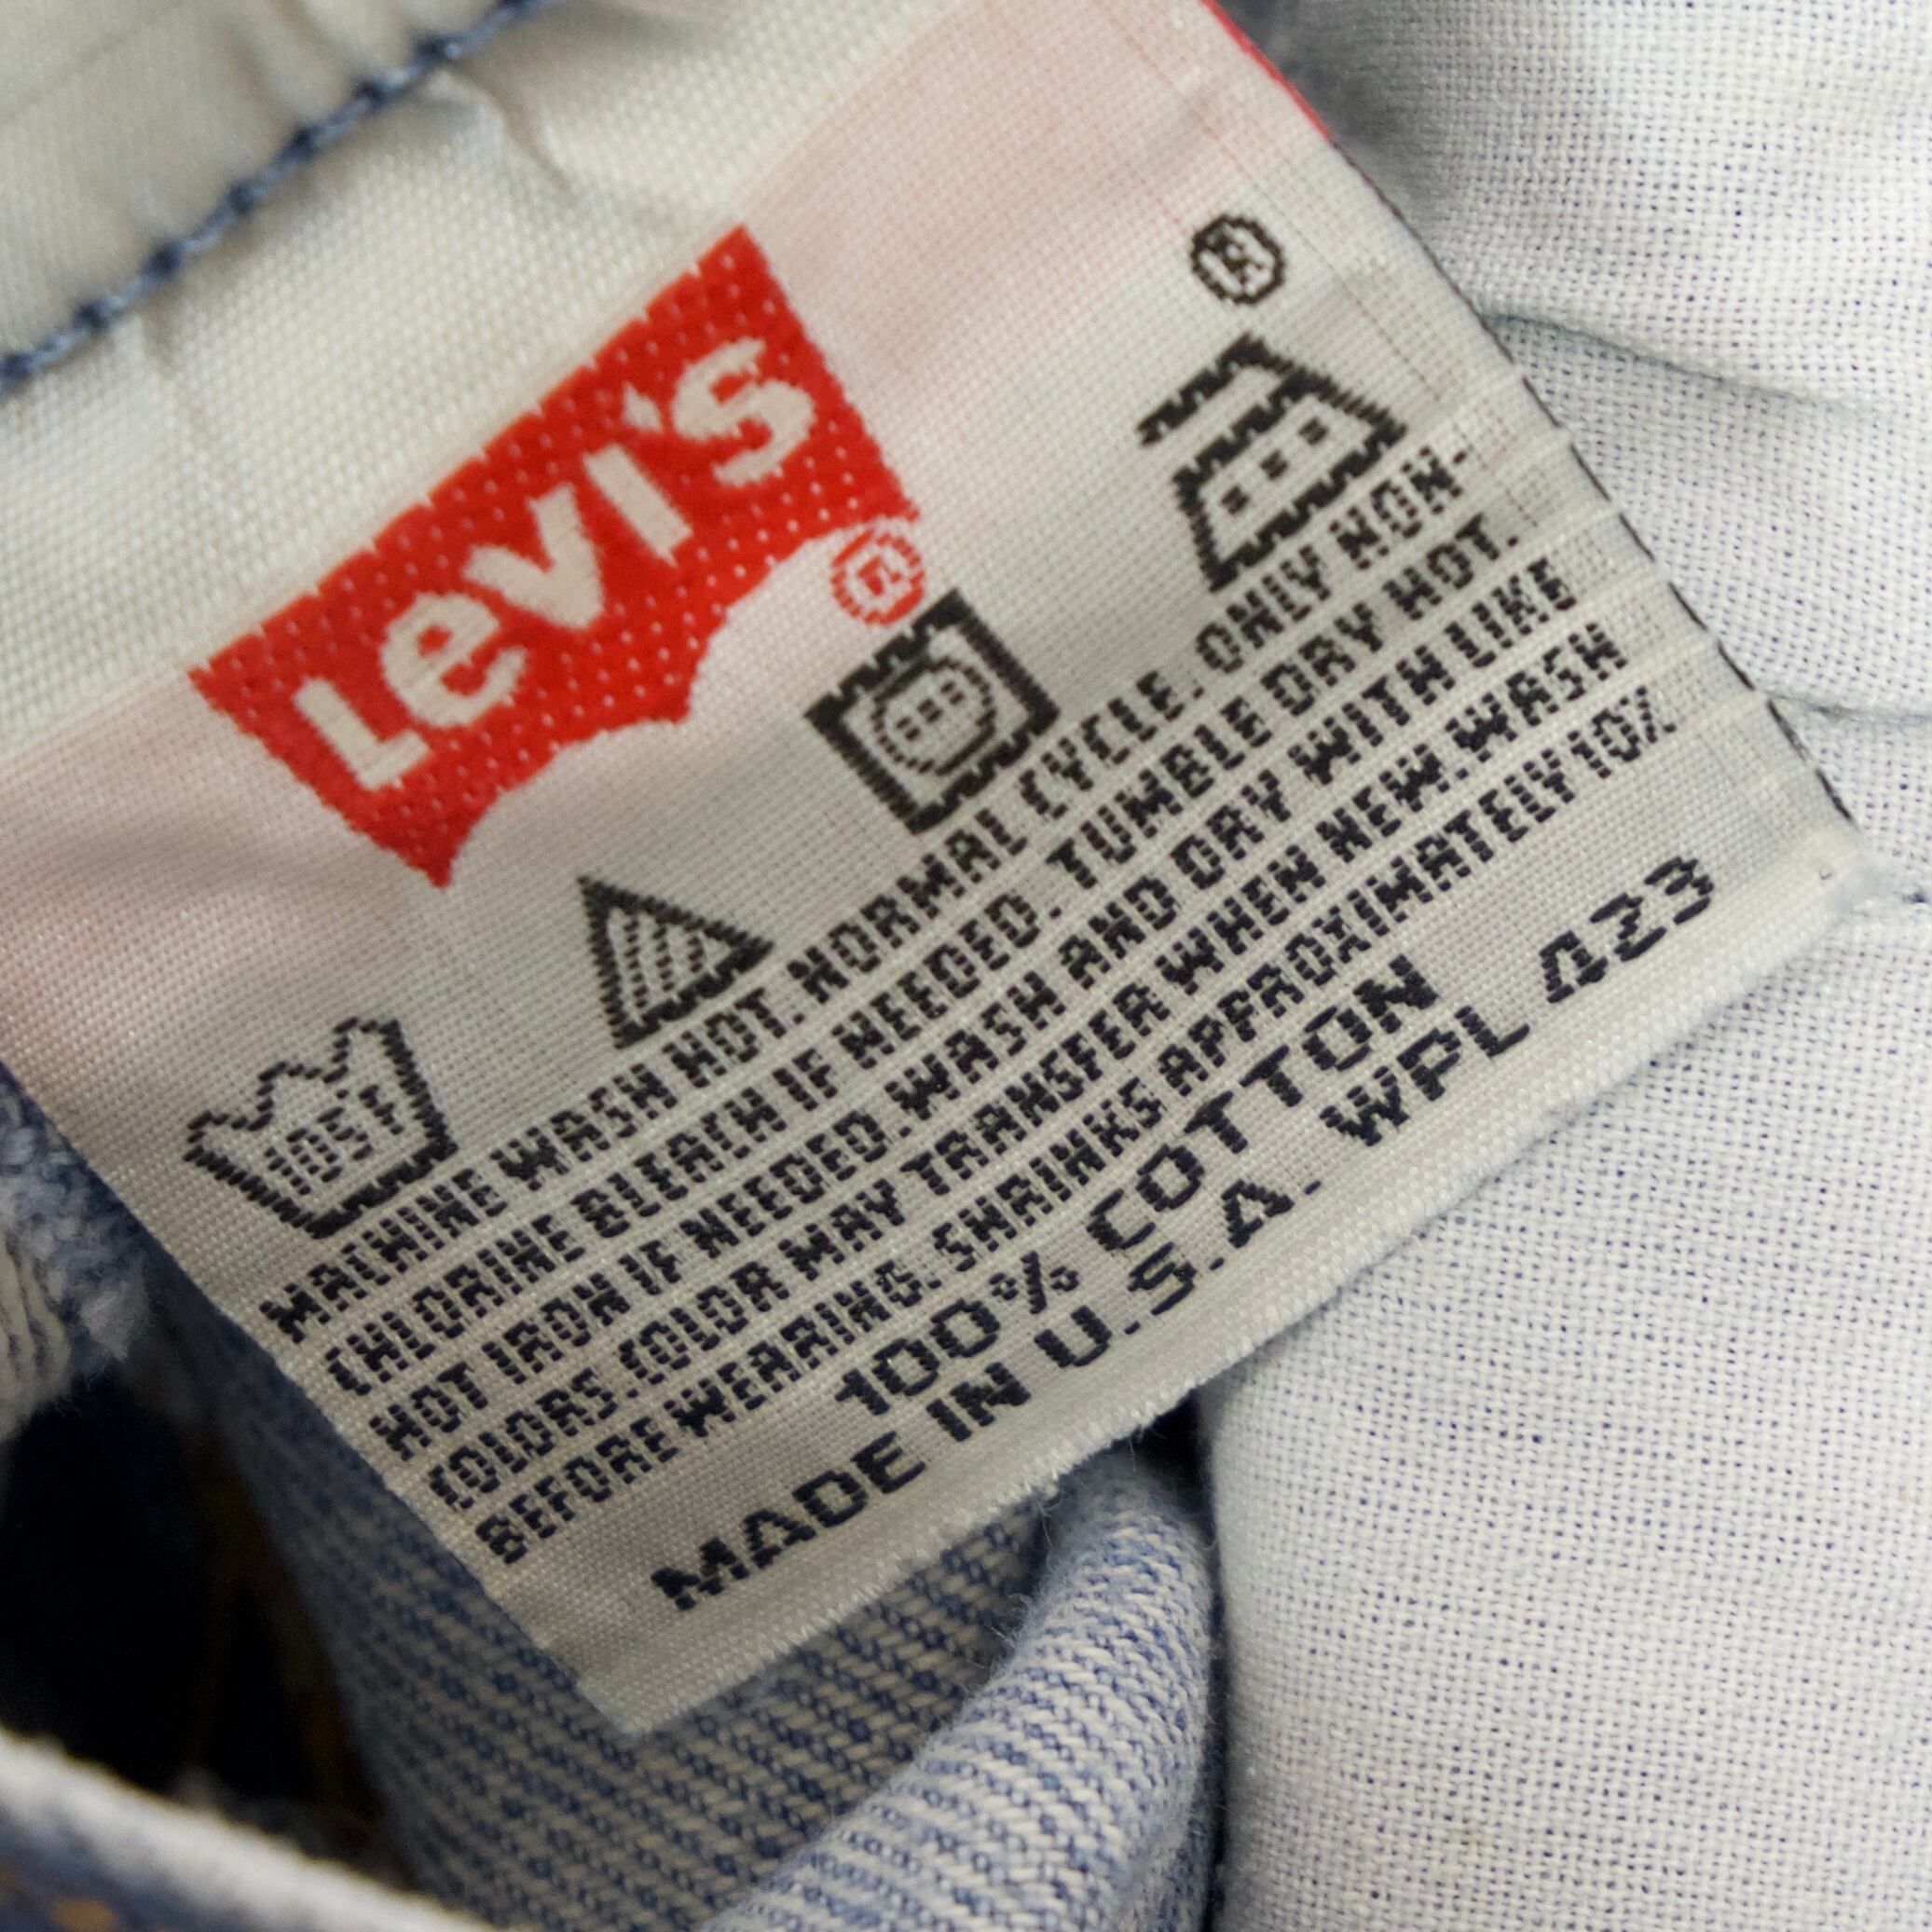 Levi's ®
®
105F
MACHINE WASH HOT. NORMAL CYCLE. ONLY NON-
CHLORINE BLEACH IF NEEDED. TUMBLE DRY HOT.
HOT IRON IF NEEDED. WASH AND DRY WITH LIKE
COLORS. COLOR MAY TRANSFER WHEN NEW. WASH
BEFORE WEARING. SHRINKS APPROXIMATELY 10%
100% COTTON
MADE IN U.S.A. WPL 423